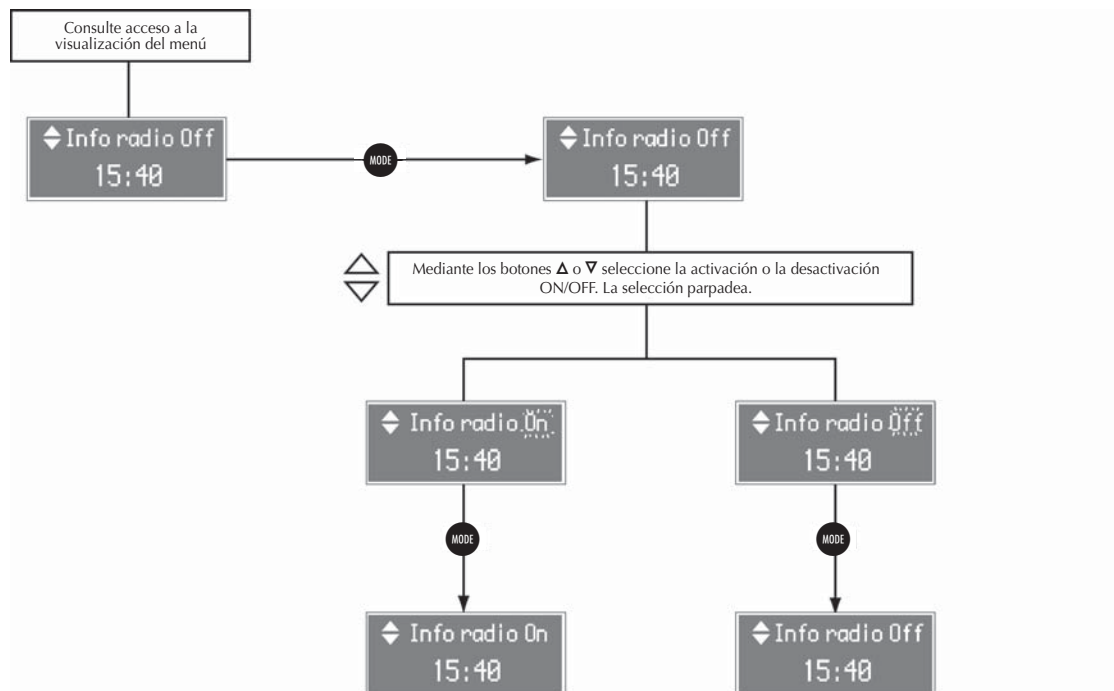 Consulte acceso a la
visualización del menú
Info radio Off
15:40
MODE
Info radio Off
15:40
Mediante los botones Δ o ∇ seleccione la activación o la desactivación
ON/OFF. La selección parpadea.
Info radio On
15:40
Info radio Off
15:40
MODE
MODE
Info radio On
15:40
Info radio Off
15:40